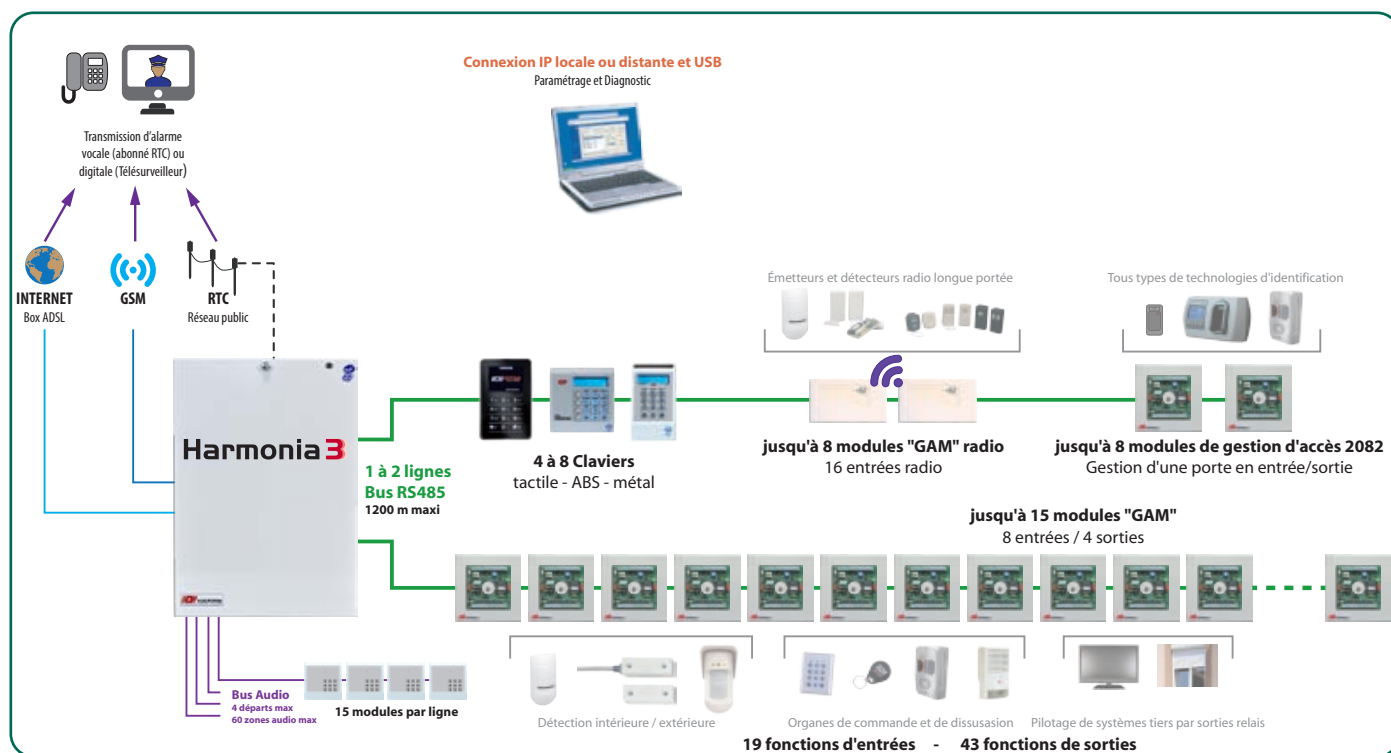 Connexion IP locale ou distante et USB
Paramétrage et Diagnostic
Transmission d'alarme
vocale (abonné RTC) ou
digitale (Télésurveilleur)
INTERNET
Box ADSL
GSM
RTC
Réseau public
Émetteurs et détecteurs radio longue portée
Tous types de technologies d'identification
Harmonia 3
1 à 2 lignes
Bus RS485
1200 m maxi
4 à 8 Claviers
tactile - ABS - métal
jusqu'à 8 modules "GAM" radio
16 entrées radio
jusqu'à 8 modules de gestion d'accès 2082
Gestion d'une porte en entrée/sortie
jusqu'à 15 modules "GAM"
8 entrées / 4 sorties
Bus Audio
4 départs max
60 zones audio max
15 modules par ligne
Détection intérieure / extérieure
Organes de commande et de dissusasion
Pilotage de systèmes tiers par sorties relais
19 fonctions d'entrées - 43 fonctions de sorties